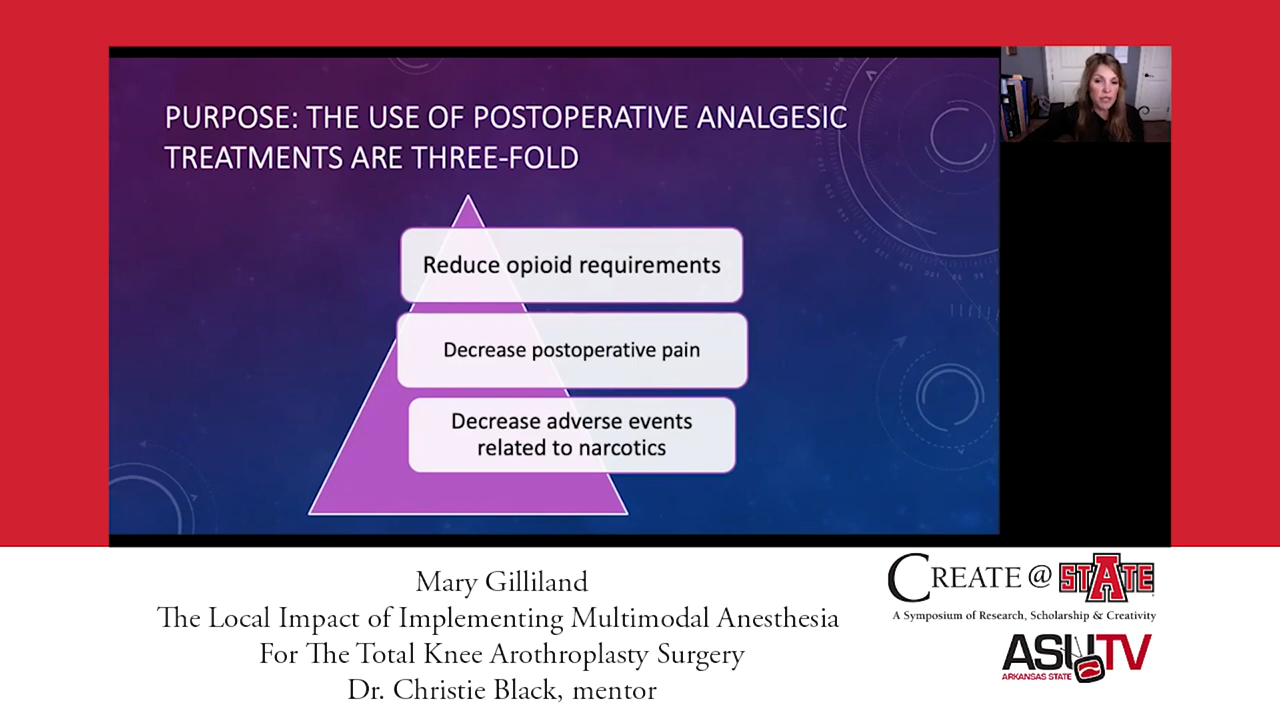 PURPOSE: THE USE OF POSTOPERATIVE ANALGESIC
TREATMENTS ARE THREE-FOLD
Reduce opioid requirements
Decrease postoperative pain
Decrease adverse events
related to narcotics
Mary Gilliland
The Local Impact of Implementing Multimodal Anesthesia
For The Total Knee Arothroplasty Surgery
Dr. Christie Black, mentor
CREATE @ STATE
A Symposium of Research, Scholarship & Creativity
ASUTV
ARKANSAS STATE